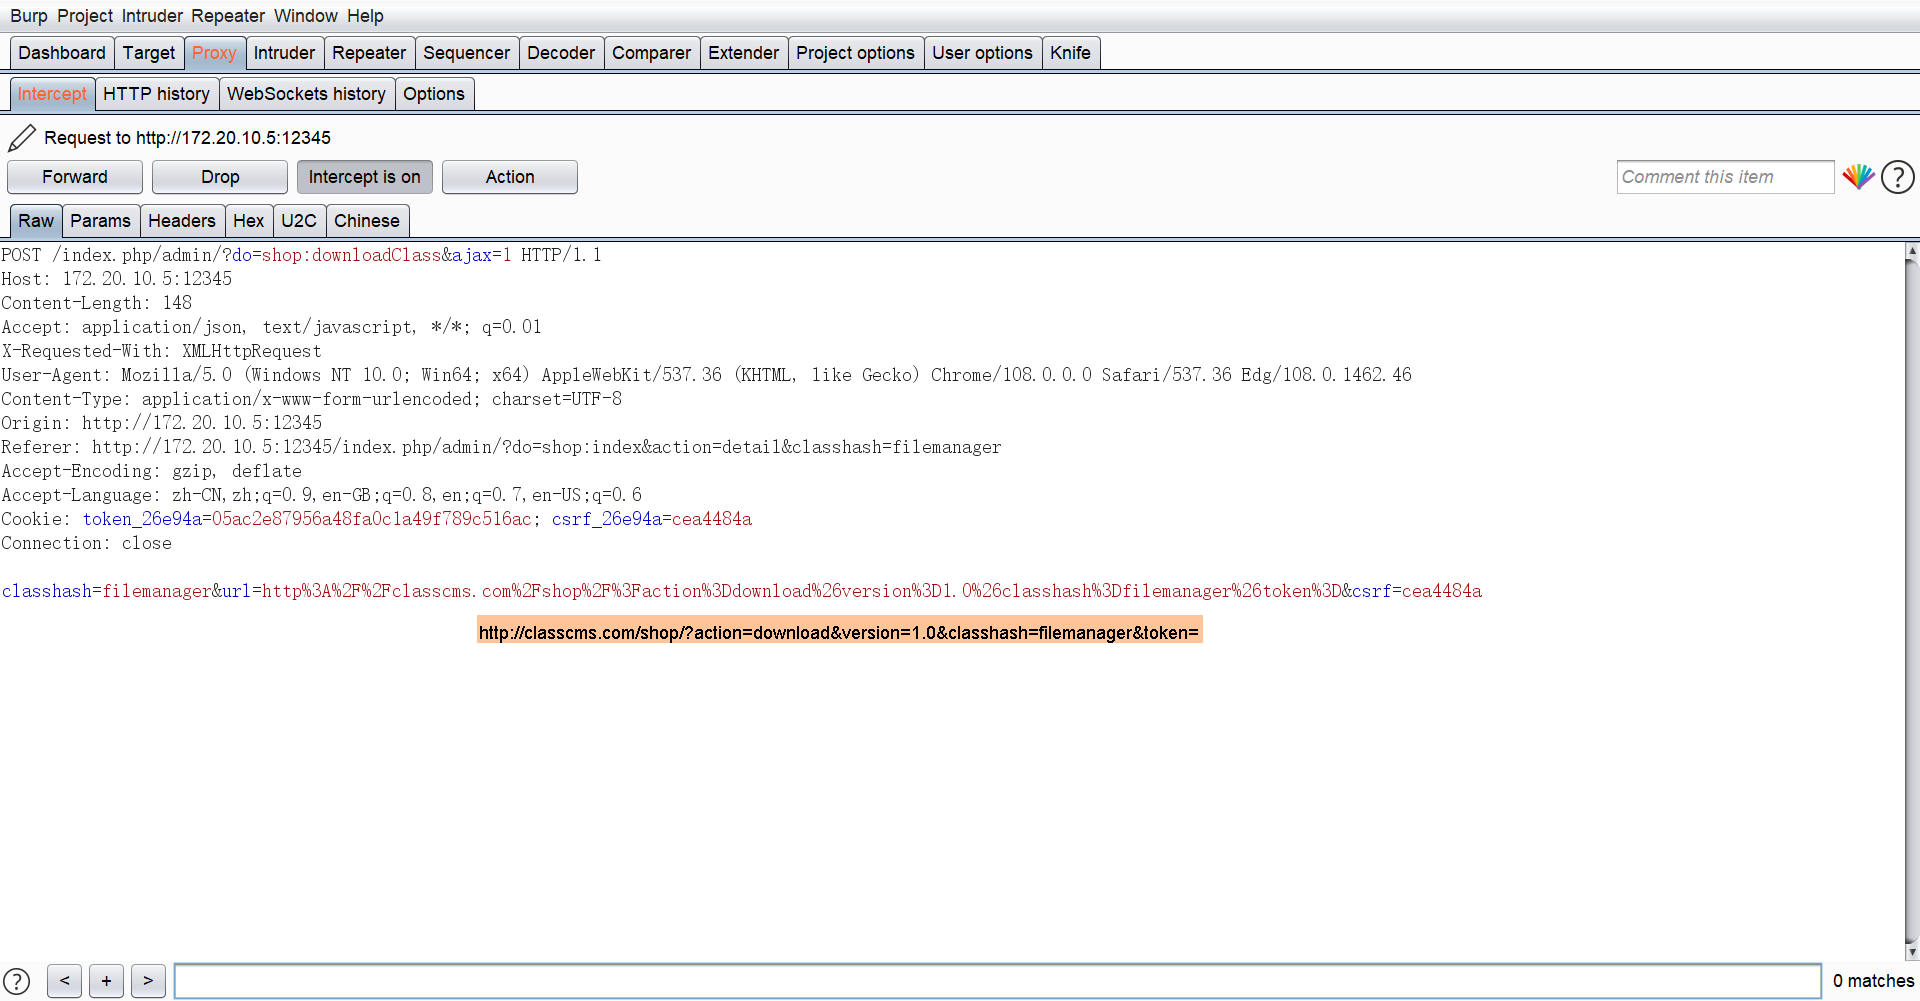 Burp Project Intruder Repeater Window Help
Dashboard Target Proxy Intruder Repeater Sequencer Decoder Comparer Extender Project options User options Knife
Intercept HTTP history WebSockets history Options
Request to http://172.20.10.5:12345
Forward Drop Intercept is on Action Comment this item ?
Raw Params Headers Hex U2C Chinese
POST /index.php/admin/?do=shop:downloadClass&ajax=1 HTTP/1.1
Host: 172.20.10.5:12345
Content-Length: 148
Accept: application/json, text/javascript, */*; q=0.01
X-Requested-With: XMLHttpRequest
User-Agent: Mozilla/5.0 (Windows NT 10.0; Win64; x64) AppleWebKit/537.36 (KHTML, like Gecko) Chrome/108.0.0.0 Safari/537.36 Edg/108.0.1462.46
Content-Type: application/x-www-form-urlencoded; charset=UTF-8
Origin: http://172.20.10.5:12345
Referer: http://172.20.10.5:12345/index.php/admin/?do=shop:index&action=detail&classhash=filemanager
Accept-Encoding: gzip, deflate
Accept-Language: zh-CN,zh;q=0.9,en-GB;q=0.8,en;q=0.7,en-US;q=0.6
Cookie: token_26e94a=05ac2e87956a48fa0c1a49f789c516ac; csrf_26e94a=cea4484a
Connection: close
classhash=filemanager&url=http%3A%2F%2Fclasscms.com%2Fshop%2F%3Faction%3Ddownload%26version%3D1.0%26classhash%3Dfilemanager%26token%3D&csrf=cea4484a
http://classcms.com/shop/?action=download&version=1.0&classhash=filemanager&token=
? < + > 0 matches